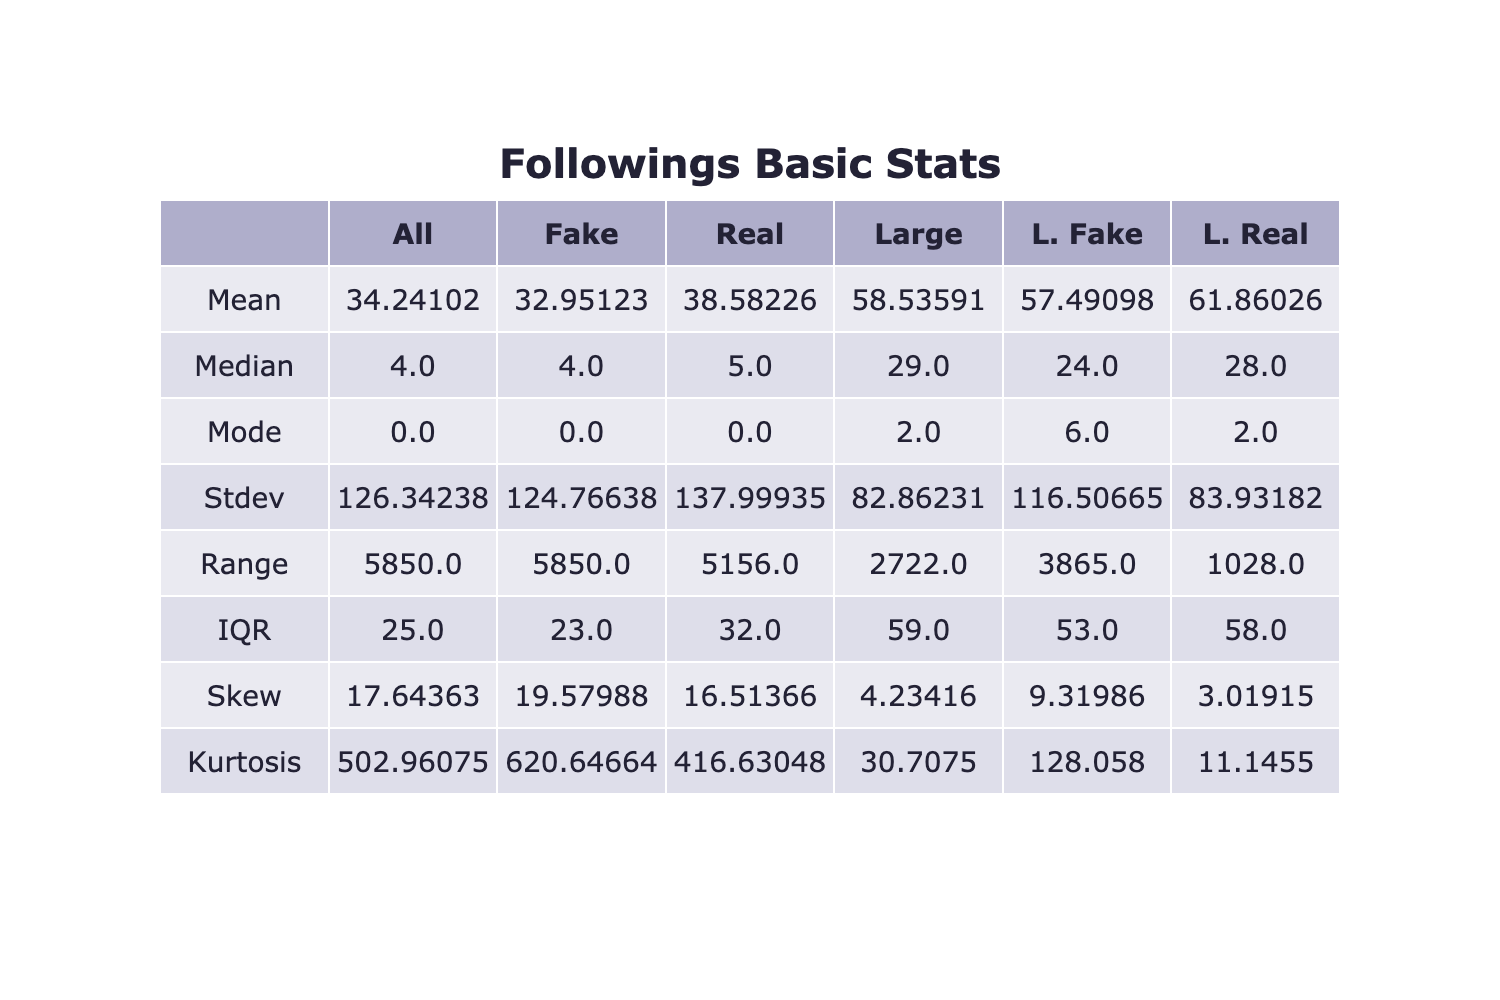 Followings Basic Stats
All Fake Real Large L. Fake L. Real
Mean 34.24102 32.95123 38.58226 58.53591 57.49098 61.86026
Median 4.0 4.0 5.0 29.0 24.0 28.0
Mode 0.0 0.0 0.0 2.0 6.0 2.0
Stdev 126.34238 124.76638 137.99935 82.86231 116.50665 83.93182
Range 5850.0 5850.0 5156.0 2722.0 3865.0 1028.0
IQR 25.0 23.0 32.0 59.0 53.0 58.0
Skew 17.64363 19.57988 16.51366 4.23416 9.31986 3.01915
Kurtosis 502.96075 620.64664 416.63048 30.7075 128.058 11.1455